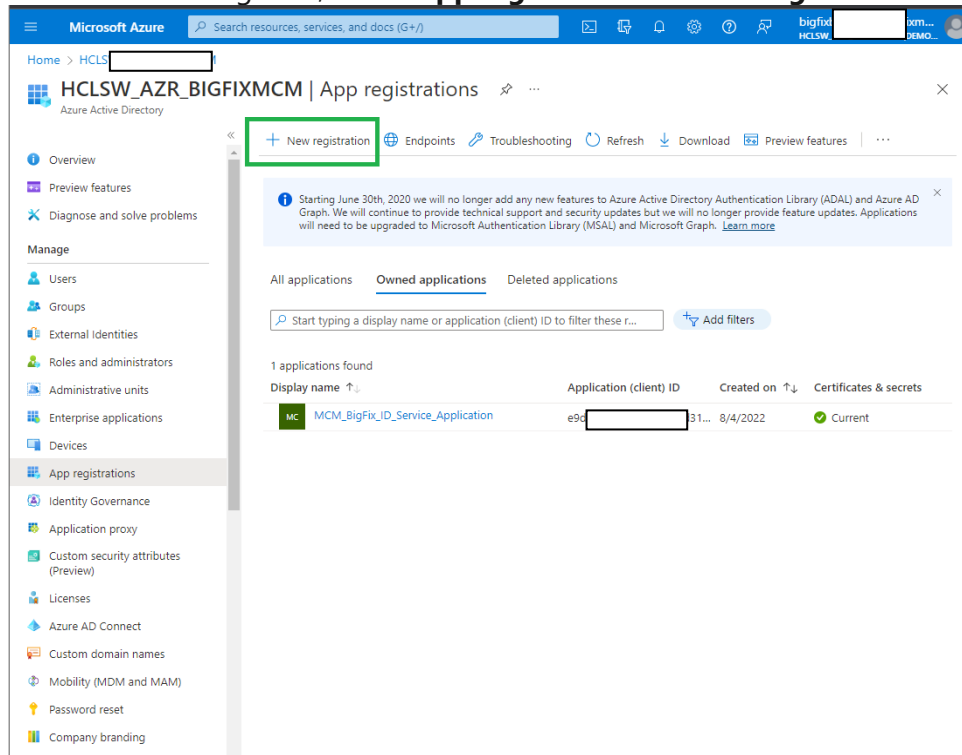 Microsoft Azure
Search resources, services, and docs (G+/)
bigfix
HCLSW_
xm...
DEMO...
Home > HCLS
HCLSW_AZR_BIGFIXMCM | App registrations
Azure Active Directory
Overview
Preview features
Diagnose and solve problems
Manage
Users
Groups
External Identities
Roles and administrators
Administrative units
Enterprise applications
Devices
App registrations
Identity Governance
Application proxy
Custom security attributes
(Preview)
Licenses
Azure AD Connect
Custom domain names
Mobility (MDM and MAM)
Password reset
Company branding
New registration Endpoints Troubleshooting Refresh Download Preview features
Starting June 30th, 2020 we will no longer add any new features to Azure Active Directory Authentication Library (ADAL) and Azure AD
Graph. We will continue to provide technical support and security updates but we will no longer provide feature updates. Applications
will need to be upgraded to Microsoft Authentication Library (MSAL) and Microsoft Graph. Learn more
All applications Owned applications Deleted applications
Start typing a display name or application (client) ID to filter these r...
Add filters
1 applications found
Display name Application (client) ID Created on Certificates & secrets
MC MCM_BigFix_ID_Service_Application e9d 31... 8/4/2022 Current